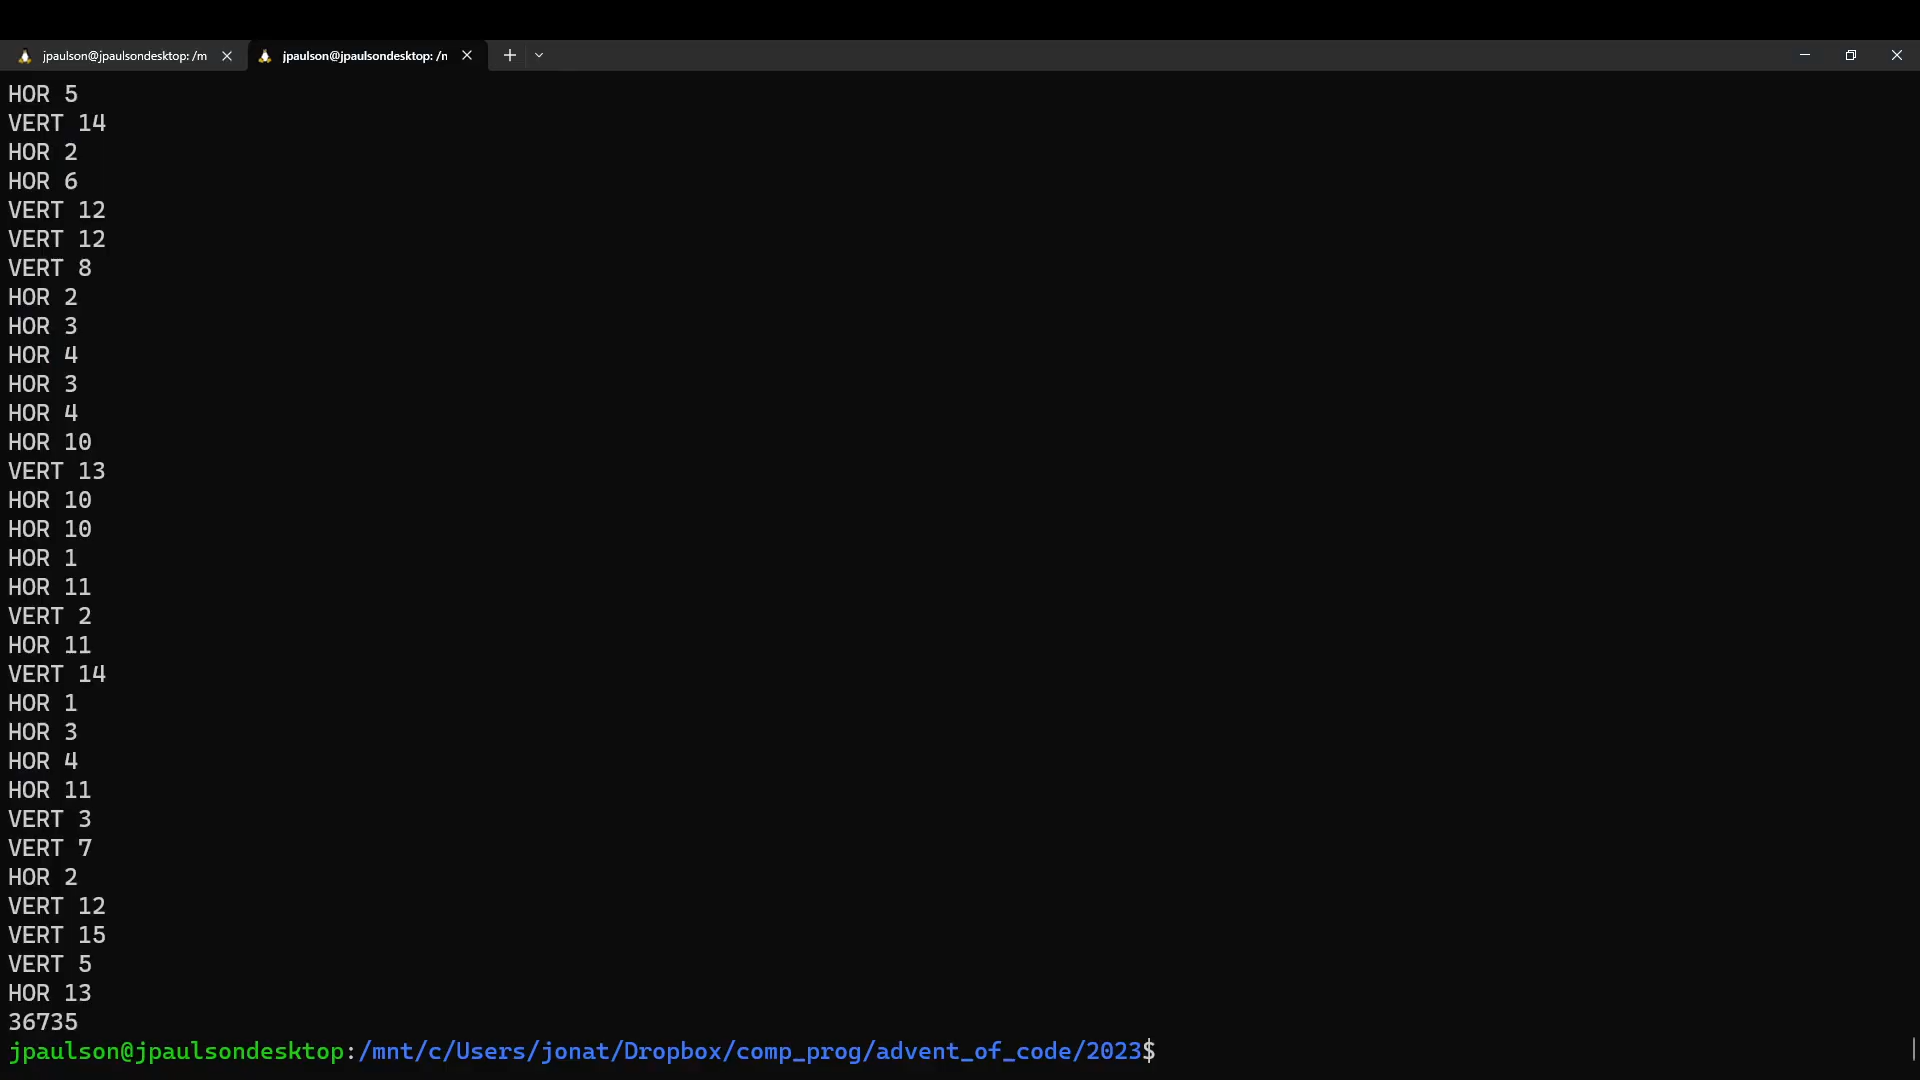 jpaulson@jpaulsondesktop: /m
jpaulson@jpaulsondesktop: /n
HOR 5
VERT 14
HOR 2
HOR 6
VERT 12
VERT 12
VERT 8
HOR 2
HOR 3
HOR 4
HOR 3
HOR 4
HOR 10
VERT 13
HOR 10
HOR 10
HOR 1
HOR 11
VERT 2
HOR 11
VERT 14
HOR 1
HOR 3
HOR 4
HOR 11
VERT 3
VERT 7
HOR 2
VERT 12
VERT 15
VERT 5
HOR 13
36735
jpaulson@jpaulsondesktop:/mnt/c/Users/jonat/Dropbox/comp_prog/advent_of_code/2023$